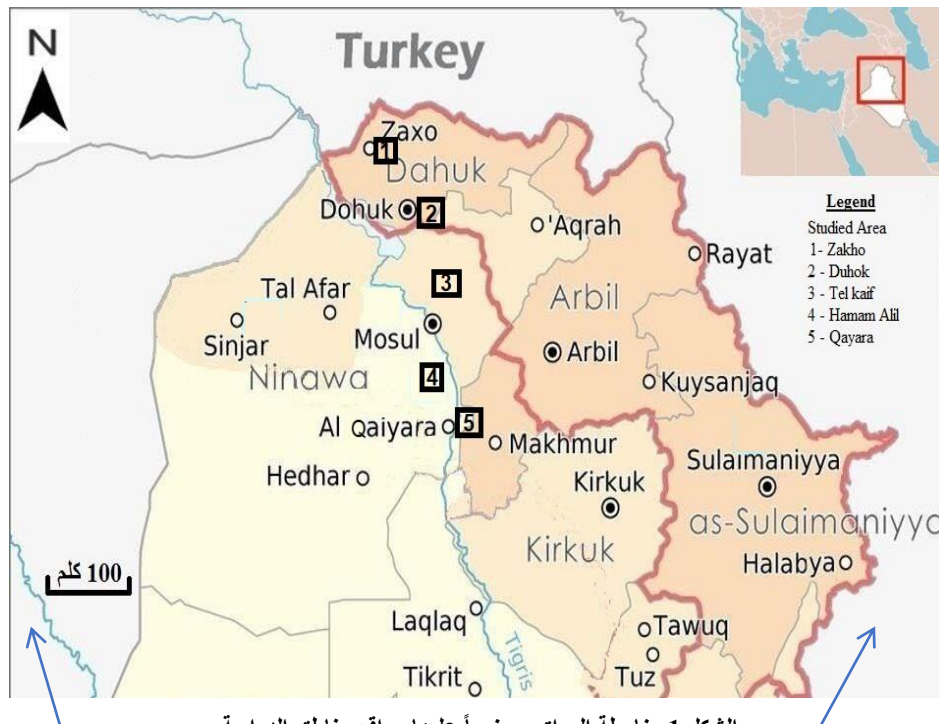 N
Turkey
Zaxo
1
Dahuk
Dohuk
2
'Aqrah
Rayat
Legend
Studied Area
1- Zakho
2 - Duhok
3 - Tel kaif
4 - Hamam Alil
5 - Qayara
3
Tal Afar
Arbil
Sinjar
Mosul
Arbil
Ninawa
4
Kuysanjaq
Al Qaiyara
5
Makhmur
Hedhar
Kirkuk
Sulaimaniyya
as-Sulaimaniyya
Kirkuk
Halabya
100 كلم
Laqlaq
Tawuq
Tigris
Tikrit
Tuz